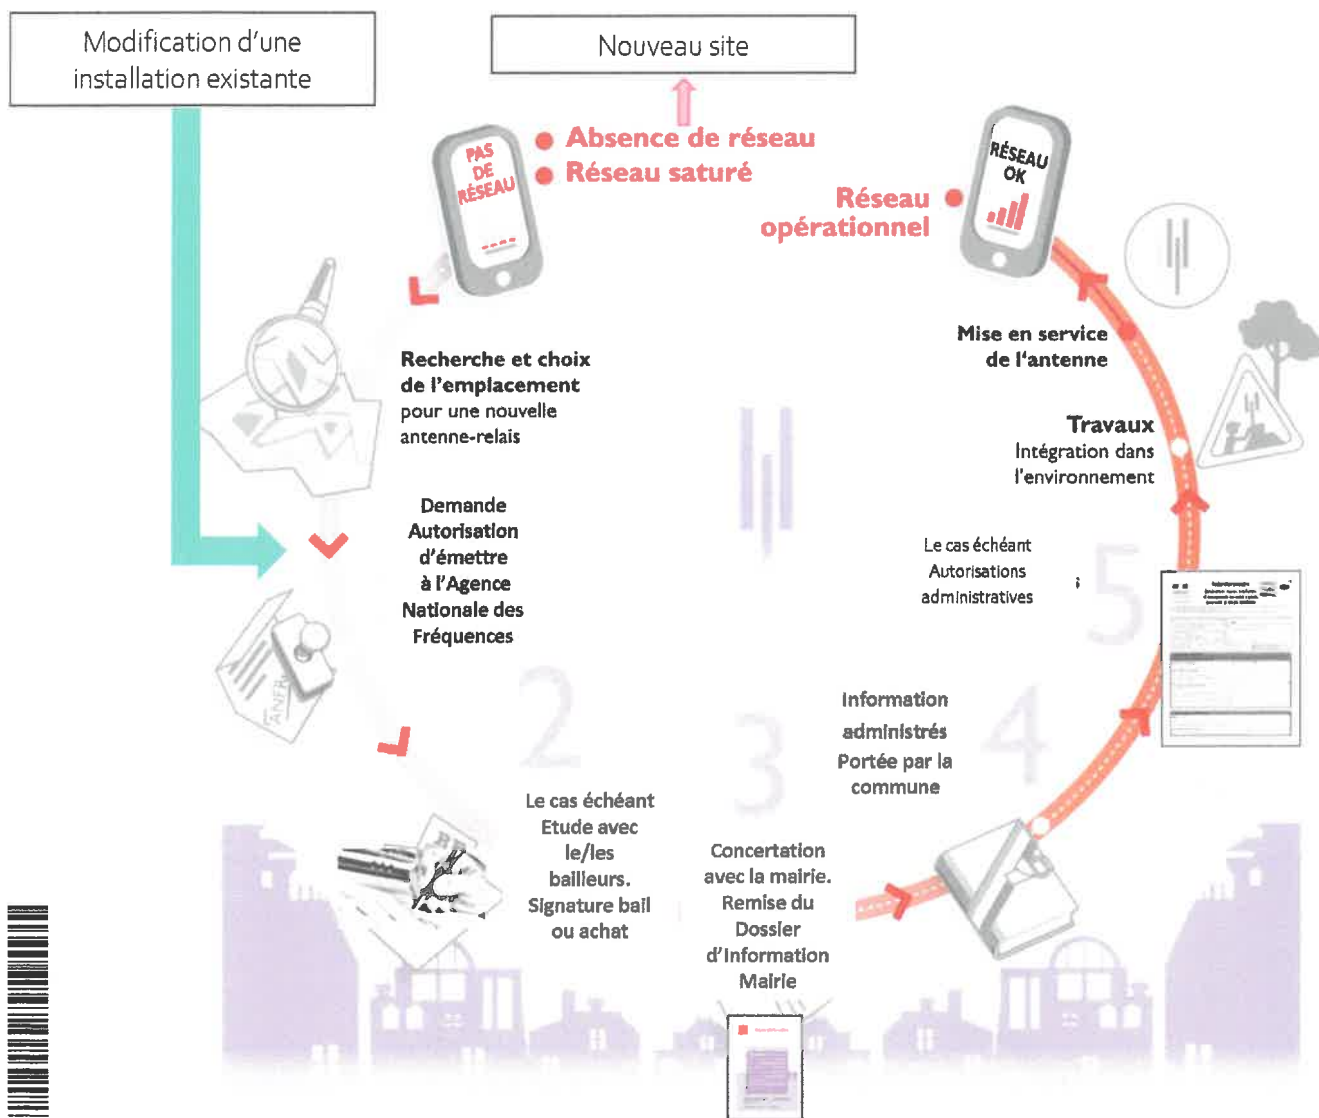 Modification d'une
installation existante
Nouveau site
Absence de réseau
Réseau saturé
PAS
DE
RÉSEAU
RÉSEAU
OK
Réseau
opérationnel
Recherche et choix
de l'emplacement
pour une nouvelle
antenne-relais
Mise en service
de l'antenne
Travaux
Intégration dans
l'environnement
Demande
Autorisation
d'émettre
à l'Agence
Nationale des
Fréquences
ANFR
Le cas échéant
Autorisations
administratives
5
2
3
4
Information
administrés
Portée par la
commune
Le cas échéant
Etude avec
le/les
bailleurs.
Signature bail
ou achat
Concertation
avec la mairie.
Remise du
Dossier
d'Information
Mairie